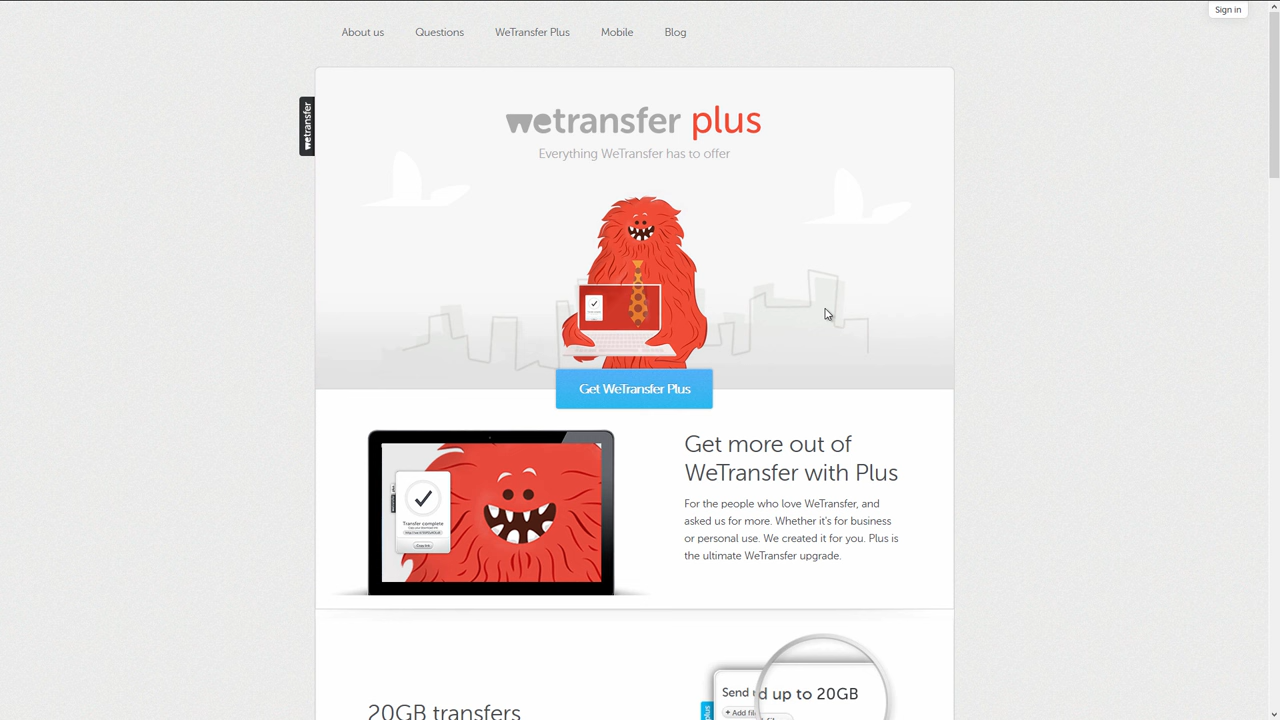 Sign in
About us Questions WeTransfer Plus Mobile Blog
wetransfer
wetransfer plus
Everything WeTransfer has to offer
Get WeTransfer Plus
Get more out of
WeTransfer with Plus
For the people who love WeTransfer, and
asked us for more. Whether it's for business
or personal use. We created it for you. Plus is
the ultimate WeTransfer upgrade.
Transfer complete
Copy link
Send
d up to 20GB
+ Add
plus
20GB transfers